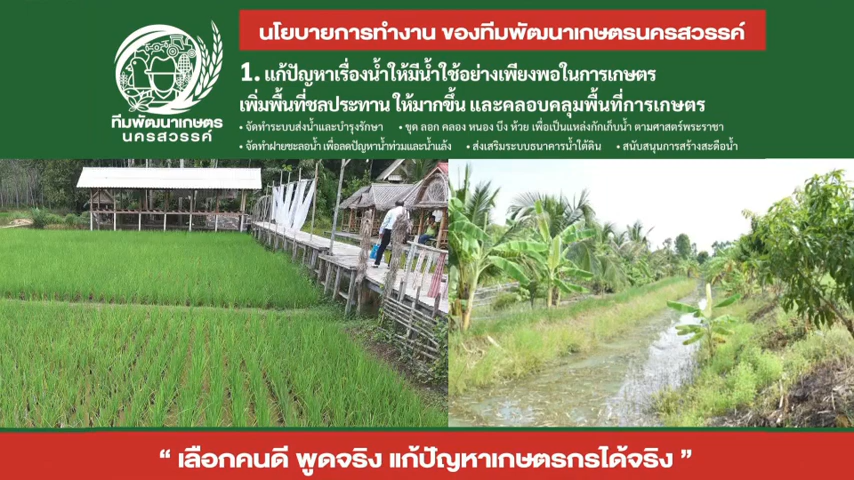 นโยบายการทำงาน ของทีมพัฒนาเกษตรนครสวรรค์
1. แก้ปัญหาเรื่องน้ำให้มีน้ำใช้อย่างเพียงพอในการเกษตร
เพิ่มพื้นที่ชลประทาน ให้มากขึ้น และคลอบคลุมพื้นที่การเกษตร
• จัดทำระบบส่งน้ำและบำรุงรักษา • ขุด ลอก คลอง หนอง บึง ห้วย เพื่อเป็นแหล่งกักเก็บน้ำ ตามศาสตร์พระราชา
• จัดทำฝายชะลอน้ำ เพื่อลดปัญหาน้ำท่วมและน้ำแล้ง • ส่งเสริมระบบธนาคารน้ำใต้ดิน • สนับสนุนการสร้างสะดือน้ำ
ทีมพัฒนาเกษตร
นครสวรรค์
“ เลือกคนดี พูดจริง แก้ปัญหาเกษตรกรได้จริง ”